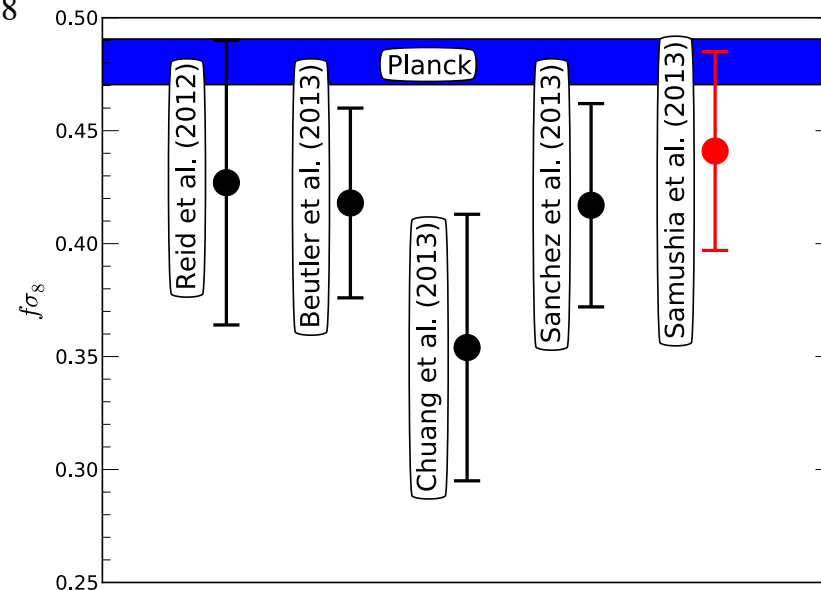 8
0.50
0.45
0.40
0.35
0.30
0.25
fσ₈
Planck
Reid et al. (2012)
Beutler et al. (2013)
Chuang et al. (2013)
Sanchez et al. (2013)
Samushia et al. (2013)